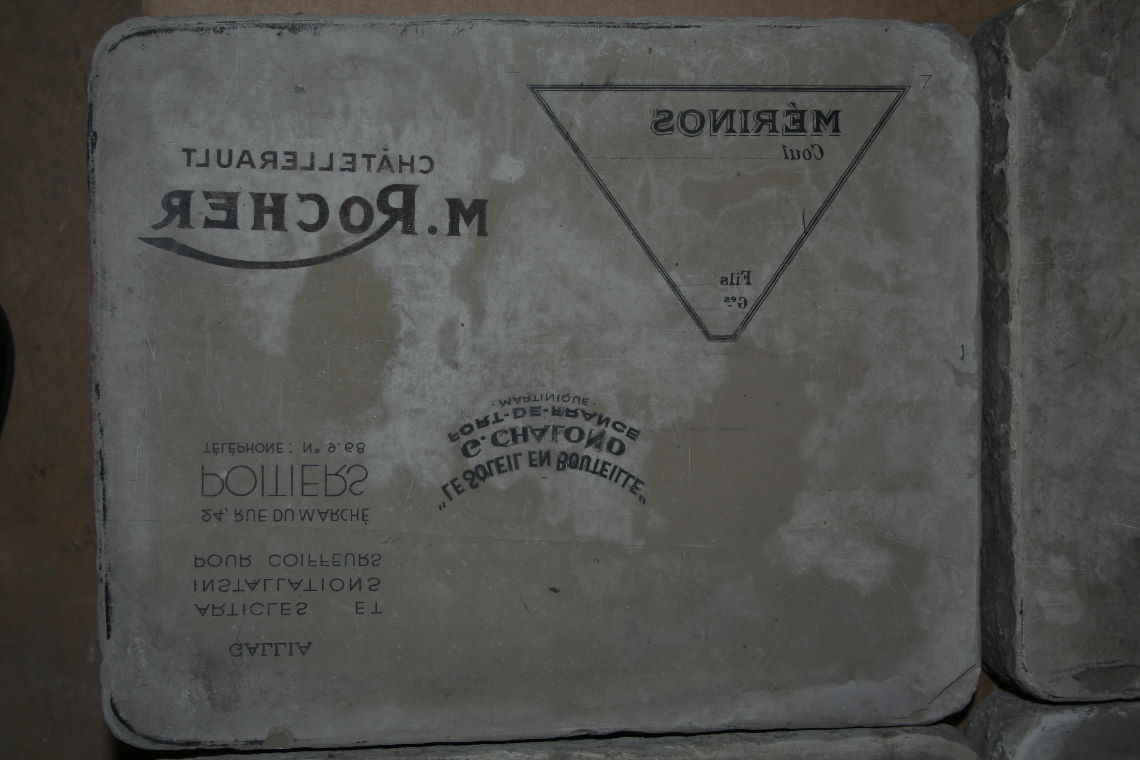 MÉRINOS
Coul
Fils
Ges
CHÂTELLERAULT
M. ROCHER
"LE SOLEIL EN BOUTEILLE"
G. CHALOND
FORT-DE-FRANCE
· MARTINIQUE ·
GALLIA
ARTICLES ET
INSTALLATIONS
POUR COIFFEURS
24, RUE DU MARCHÉ
POITIERS
TÉLÉPHONE : N° 9.68